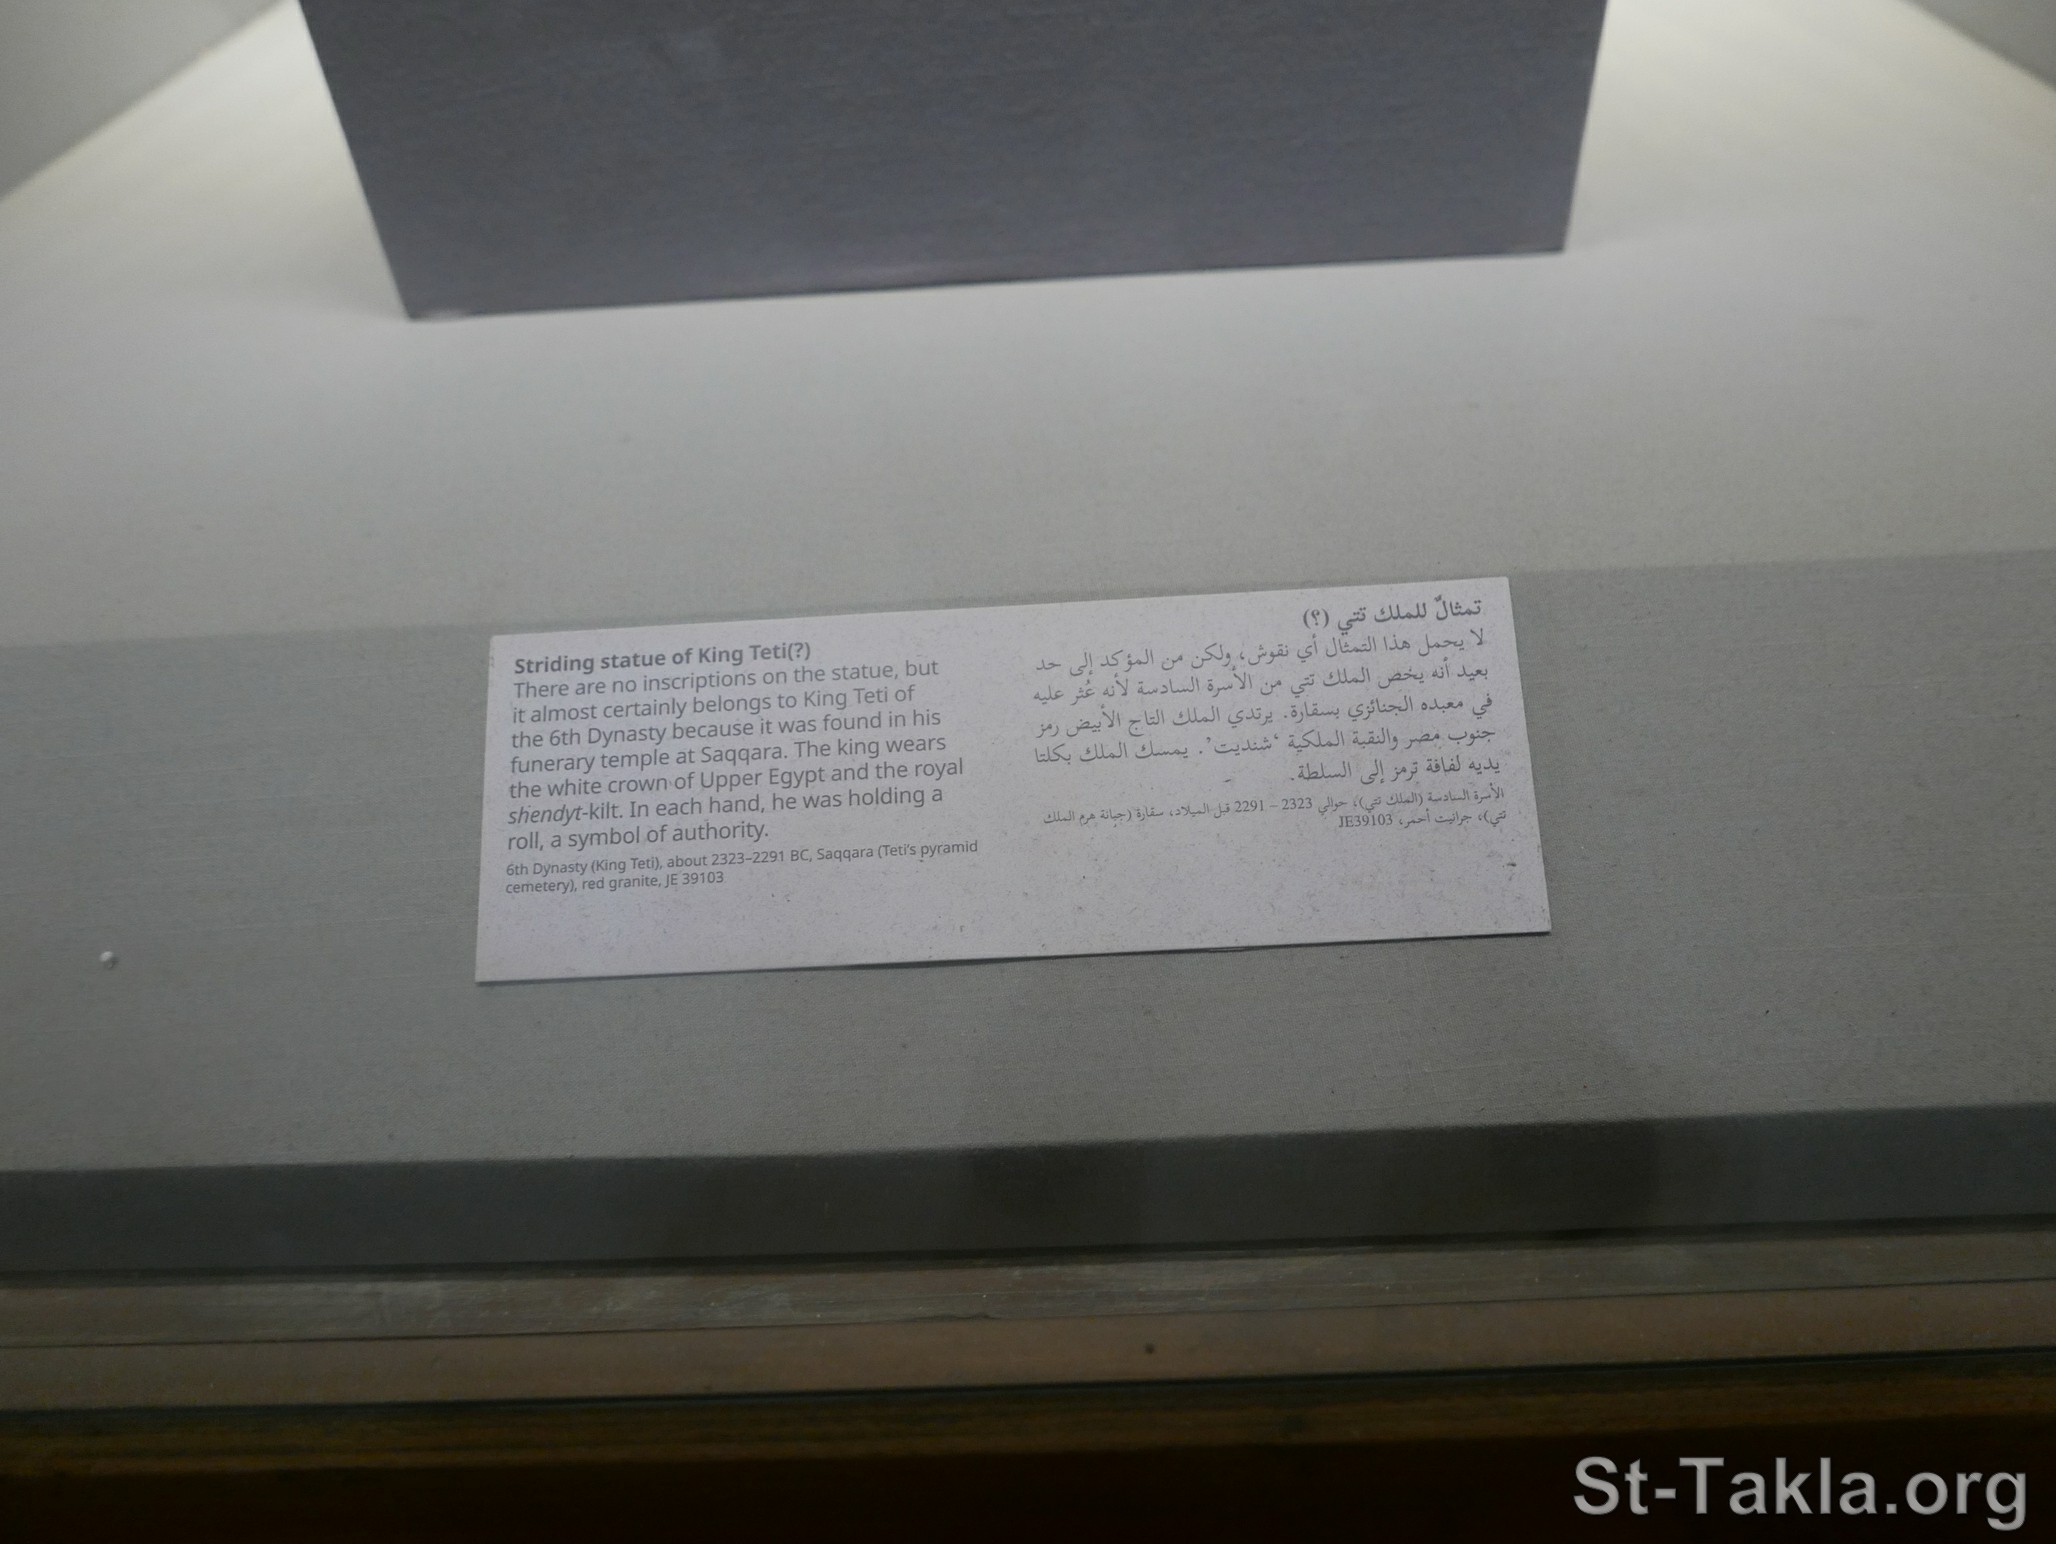 Striding statue of King Teti(?)
There are no inscriptions on the statue, but
it almost certainly belongs to King Teti of
the 6th Dynasty because it was found in his
funerary temple at Saqqara. The king wears
the white crown of Upper Egypt and the royal
shendyt-kilt. In each hand, he was holding a
roll, a symbol of authority.
6th Dynasty (King Teti), about 2323–2291 BC, Saqqara (Teti's pyramid
cemetery), red granite, JE 39103
تمثالٌ للملك تتي (؟)
لا يحمل هذا التمثال أي نقوش، ولكن من المؤكد إلى حد
بعيد أنه يخص الملك تتي من الأسرة السادسة لأنه عُثر عليه
في معبده الجنائزي بسقارة. يرتدي الملك التاج الأبيض رمز
جنوب مصر والنقبة الملكية ‘شنديت’. يمسك الملك بكلتا
يديه لفافة ترمز إلى السلطة.
الأسرة السادسة (الملك تتي)، حوالي 2323 – 2291 قبل الميلاد، سقارة (جبانة هرم الملك
تتي)، جرانيت أحمر، JE39103
St-Takla.org